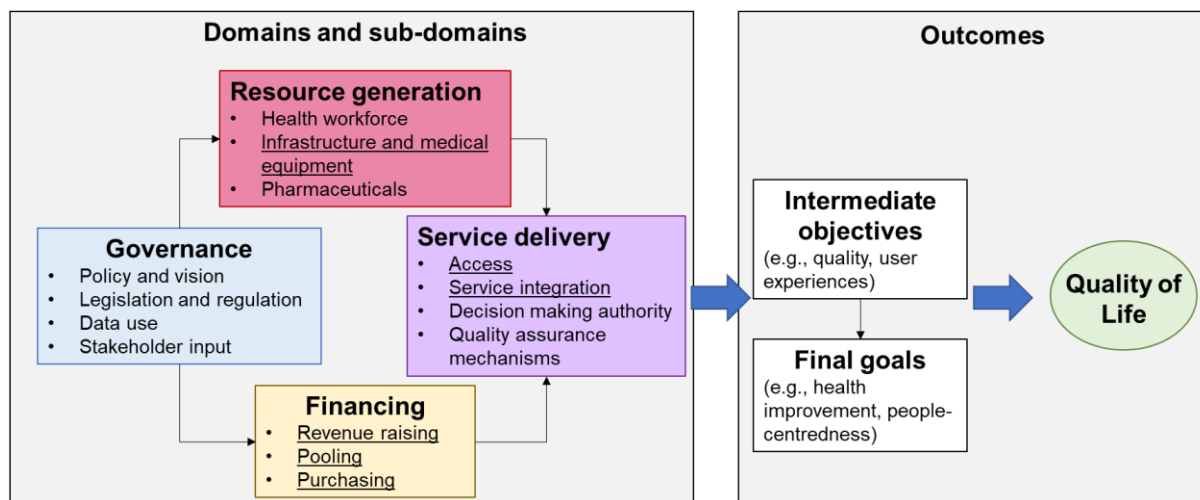 Domains and sub-domains
Resource generation
• Health workforce
• Infrastructure and medical
equipment
• Pharmaceuticals
Governance
• Policy and vision
• Legislation and regulation
• Data use
• Stakeholder input
Service delivery
• Access
• Service integration
• Decision making authority
• Quality assurance
mechanisms
Financing
• Revenue raising
• Pooling
• Purchasing
Outcomes
Intermediate
objectives
(e.g., quality, user
experiences)
Final goals
(e.g., health
improvement, people-
centredness)
Quality of
Life